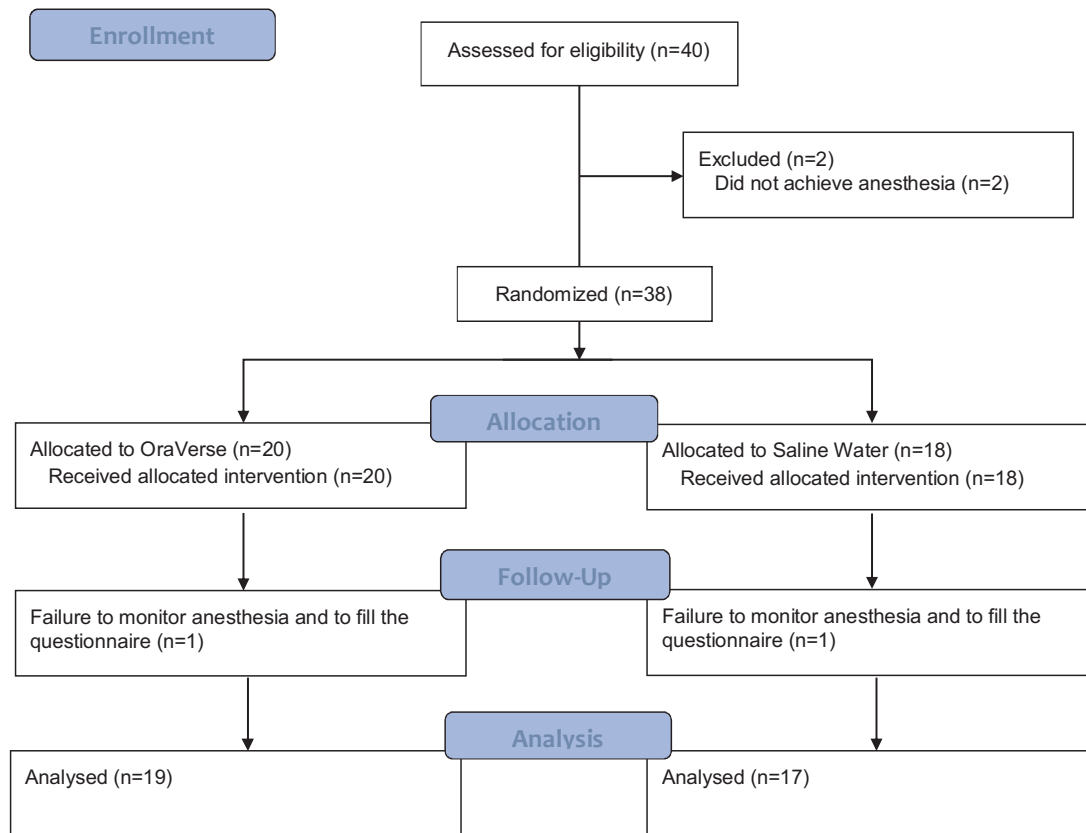 Enrollment
Assessed for eligibility (n=40)
Excluded (n=2)
Did not achieve anesthesia (n=2)
Randomized (n=38)
Allocation
Allocated to OraVerse (n=20)
Received allocated intervention (n=20)
Allocated to Saline Water (n=18)
Received allocated intervention (n=18)
Follow-Up
Failure to monitor anesthesia and to fill the
questionnaire (n=1)
Failure to monitor anesthesia and to fill the
questionnaire (n=1)
Analysis
Analysed (n=19)
Analysed (n=17)